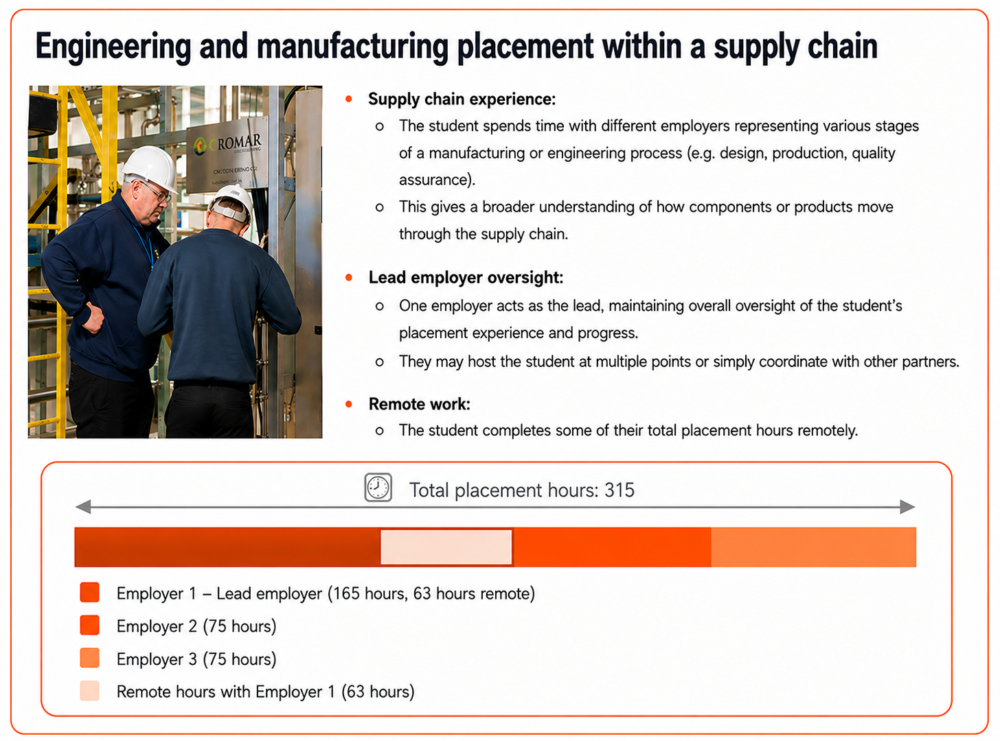 Engineering and manufacturing placement within a supply chain
CROMAR
Supply chain experience:
The student spends time with different employers representing various stages
of a manufacturing or engineering process (e.g. design, production, quality
assurance).
This gives a broader understanding of how components or products move
through the supply chain.
Lead employer oversight:
One employer acts as the lead, maintaining overall oversight of the student’s
placement experience and progress.
They may host the student at multiple points or simply coordinate with other partners.
Remote work:
The student completes some of their total placement hours remotely.
Total placement hours: 315
Employer 1 – Lead employer (165 hours, 63 hours remote)
Employer 2 (75 hours)
Employer 3 (75 hours)
Remote hours with Employer 1 (63 hours)